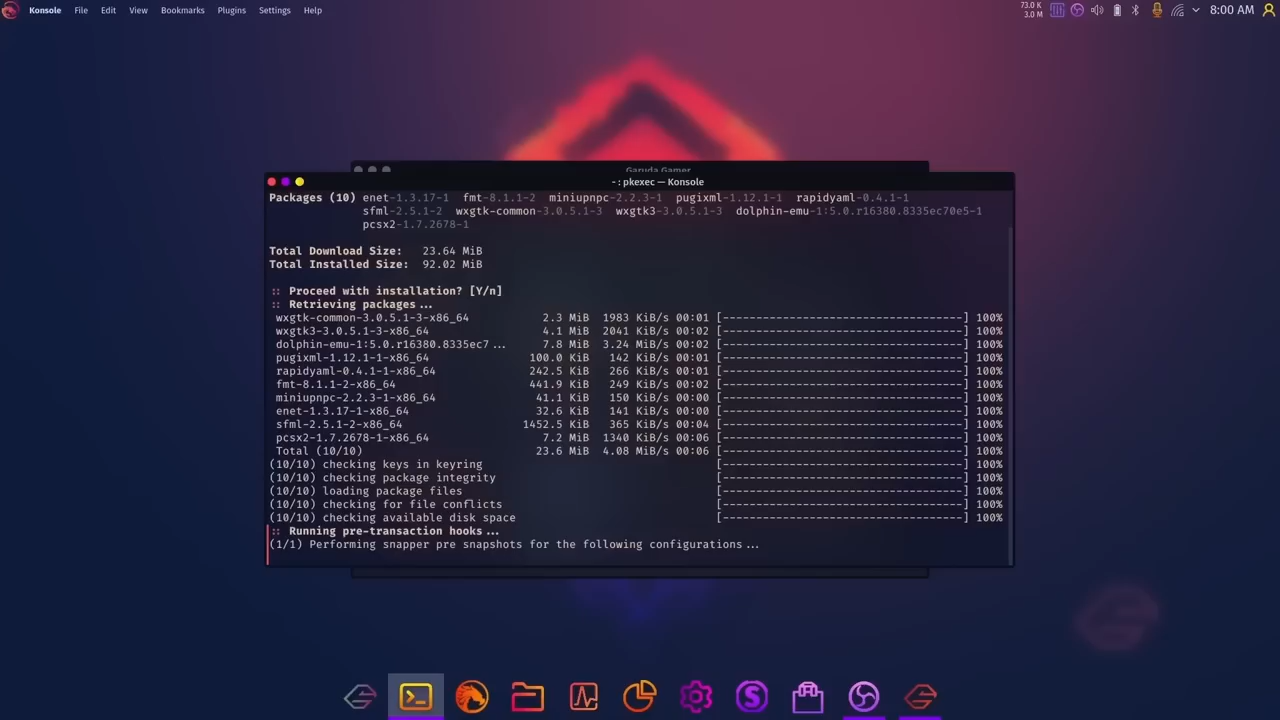 Konsole File Edit View Bookmarks Plugins Settings Help
73.0 K
3.0 M
8:00 AM
Garuda Gamer
~ : pkexec — Konsole
Packages (10) enet-1.3.17-1 fmt-8.1.1-2 miniupnpc-2.2.3-1 pugixml-1.12.1-1 rapidyaml-0.4.1-1
sfml-2.5.1-2 wxgtk-common-3.0.5.1-3 wxgtk3-3.0.5.1-3 dolphin-emu-1:5.0.r16380.8335ec70e5-1
pcsx2-1.7.2678-1
Total Download Size: 23.64 MiB
Total Installed Size: 92.02 MiB
:: Proceed with installation? [Y/n]
:: Retrieving packages...
wxgtk-common-3.0.5.1-3-x86_64 2.3 MiB 1983 KiB/s 00:01 [-------------------------------------] 100%
wxgtk3-3.0.5.1-3-x86_64 4.1 MiB 2041 KiB/s 00:02 [-------------------------------------] 100%
dolphin-emu-1:5.0.r16380.8335ec7... 7.8 MiB 3.24 MiB/s 00:02 [-------------------------------------] 100%
pugixml-1.12.1-1-x86_64 100.0 KiB 142 KiB/s 00:01 [-------------------------------------] 100%
rapidyaml-0.4.1-1-x86_64 242.5 KiB 266 KiB/s 00:01 [-------------------------------------] 100%
fmt-8.1.1-2-x86_64 441.9 KiB 249 KiB/s 00:02 [-------------------------------------] 100%
miniupnpc-2.2.3-1-x86_64 41.1 KiB 150 KiB/s 00:00 [-------------------------------------] 100%
enet-1.3.17-1-x86_64 32.6 KiB 141 KiB/s 00:00 [-------------------------------------] 100%
sfml-2.5.1-2-x86_64 1452.5 KiB 365 KiB/s 00:04 [-------------------------------------] 100%
pcsx2-1.7.2678-1-x86_64 7.2 MiB 1340 KiB/s 00:06 [-------------------------------------] 100%
Total (10/10) 23.6 MiB 4.08 MiB/s 00:06 [-------------------------------------] 100%
(10/10) checking keys in keyring [-------------------------------------] 100%
(10/10) checking package integrity [-------------------------------------] 100%
(10/10) loading package files [-------------------------------------] 100%
(10/10) checking for file conflicts [-------------------------------------] 100%
(10/10) checking available disk space [-------------------------------------] 100%
:: Running pre-transaction hooks...
(1/1) Performing snapper pre snapshots for the following configurations...